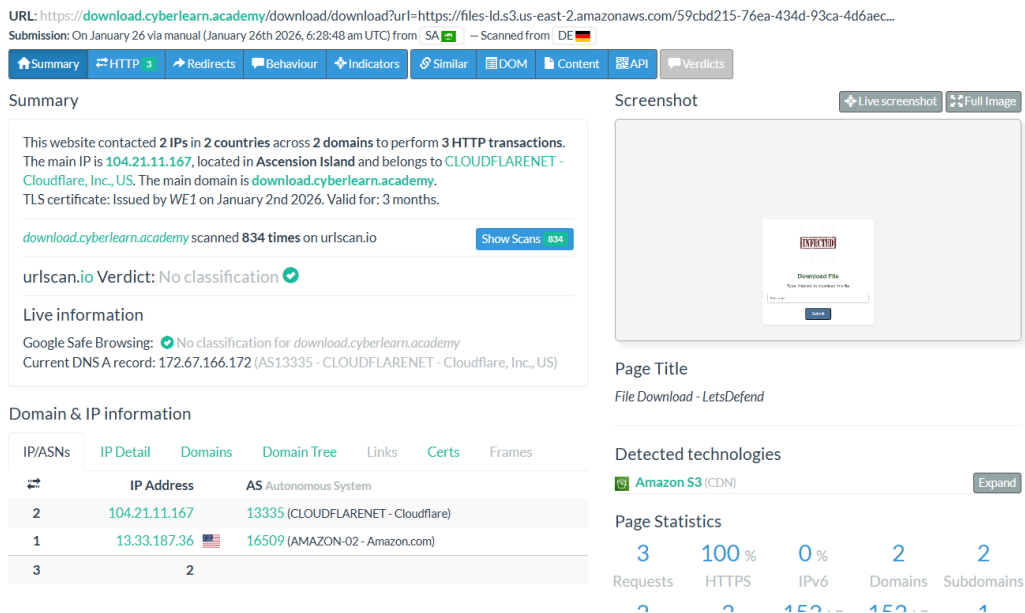 URL: https://download.cyberlearn.academy/download/download?url=https://files-ld.s3.us-east-2.amazonaws.com/59cbd215-76ea-434d-93ca-4d6aec...
Submission: On January 26 via manual (January 26th 2026, 6:28:48 am UTC) from SA — Scanned from DE
Summary HTTP 3 Redirects Behaviour Indicators Similar DOM Content API Verdicts
Summary
This website contacted 2 IPs in 2 countries across 2 domains to perform 3 HTTP transactions.
The main IP is 104.21.11.167, located in Ascension Island and belongs to CLOUDFLARENET -
Cloudflare, Inc., US. The main domain is download.cyberlearn.academy.
TLS certificate: Issued by WE1 on January 2nd 2026. Valid for: 3 months.
download.cyberlearn.academy scanned 834 times on urlscan.io Show Scans 834
urlscan.io Verdict: No classification
Live information
Google Safe Browsing: No classification for download.cyberlearn.academy
Current DNS A record: 172.67.166.172 (AS13335 - CLOUDFLARENET - Cloudflare, Inc., US)
Domain & IP information
IP/ASNs IP Detail Domains Domain Tree Links Certs Frames
IP Address AS Autonomous System
2 104.21.11.167 13335 (CLOUDFLARENET - Cloudflare)
1 13.33.187.36 16509 (AMAZON-02 - Amazon.com)
3 2
Screenshot Live screenshot Full Image
INFECTED
Download File
Type infected to download this file
Submit
Page Title
File Download - LetsDefend
Detected technologies
Amazon S3 (CDN) Expand
Page Statistics
3 100 % 0 % 2 2
Requests HTTPS IPv6 Domains Subdomains